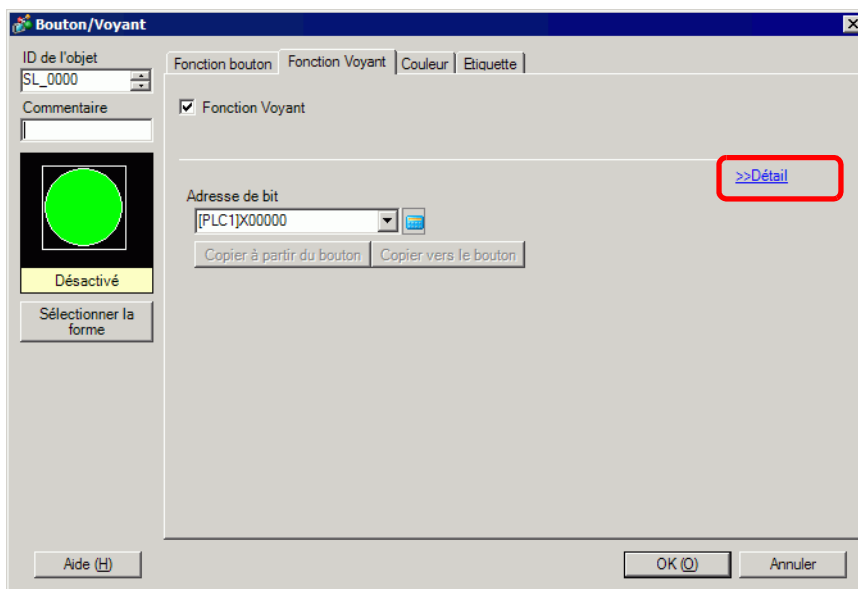 Bouton/Voyant
ID de l'objet
SL_0000
Commentaire
Désactivé
Sélectionner la
forme
Fonction bouton
Fonction Voyant
Couleur
Etiquette
Fonction Voyant
>>Détail
Adresse de bit
[PLC1]X00000
Copier à partir du bouton
Copier vers le bouton
Aide (H)
OK (O)
Annuler